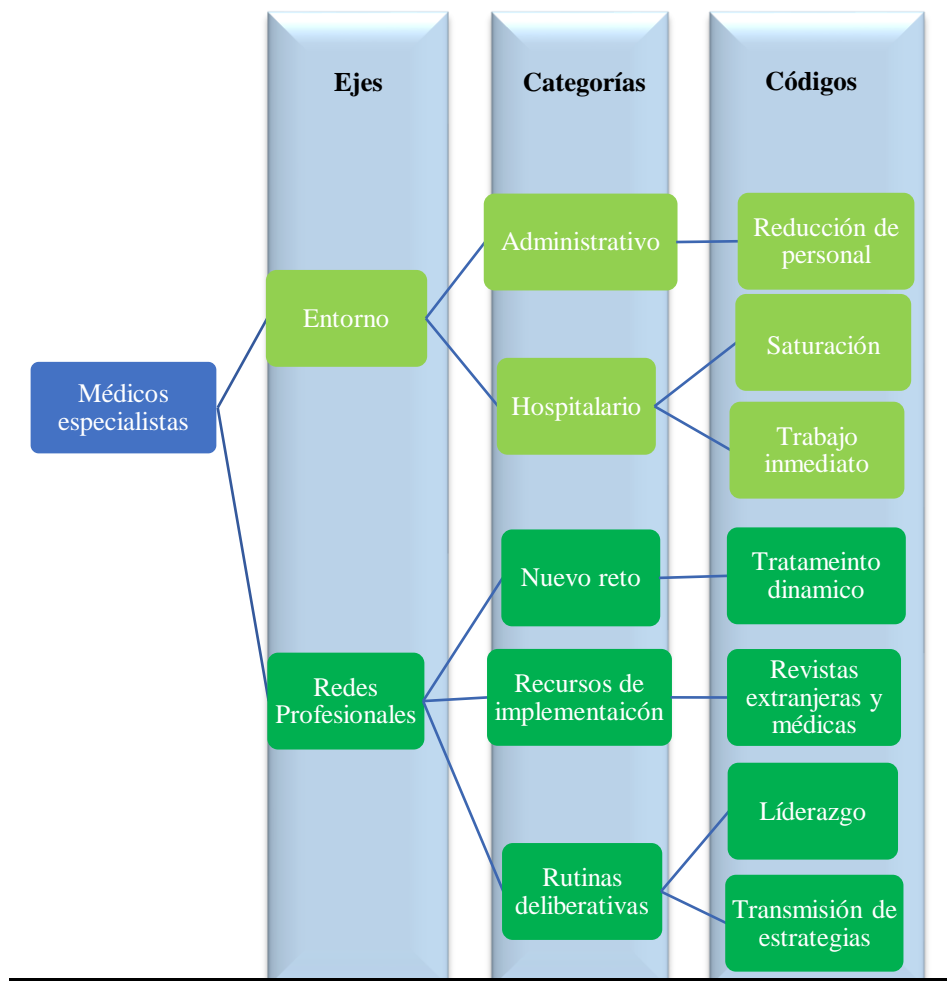 Ejes
Categorías
Códigos
Médicos
especialistas
Entorno
Administrativo
Reducción de
personal
Hospitalario
Saturación
Trabajo
inmediato
Redes
Profesionales
Nuevo reto
Tratameinto
dinamico
Recursos de
implementaicón
Revistas
extranjeras y
médicas
Rutinas
deliberativas
Líderazgo
Transmisión de
estrategias